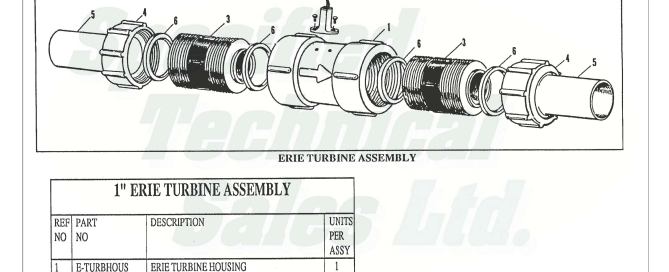 5 4 6 3 6 1 6 3 6 4 5
Specified
Technical
Sales Ltd.
ERIE TURBINE ASSEMBLY
1" ERIE TURBINE ASSEMBLY
REF NO PART NO DESCRIPTION UNITS PER ASSY
1 E-TURBHOUS ERIE TURBINE HOUSING 1